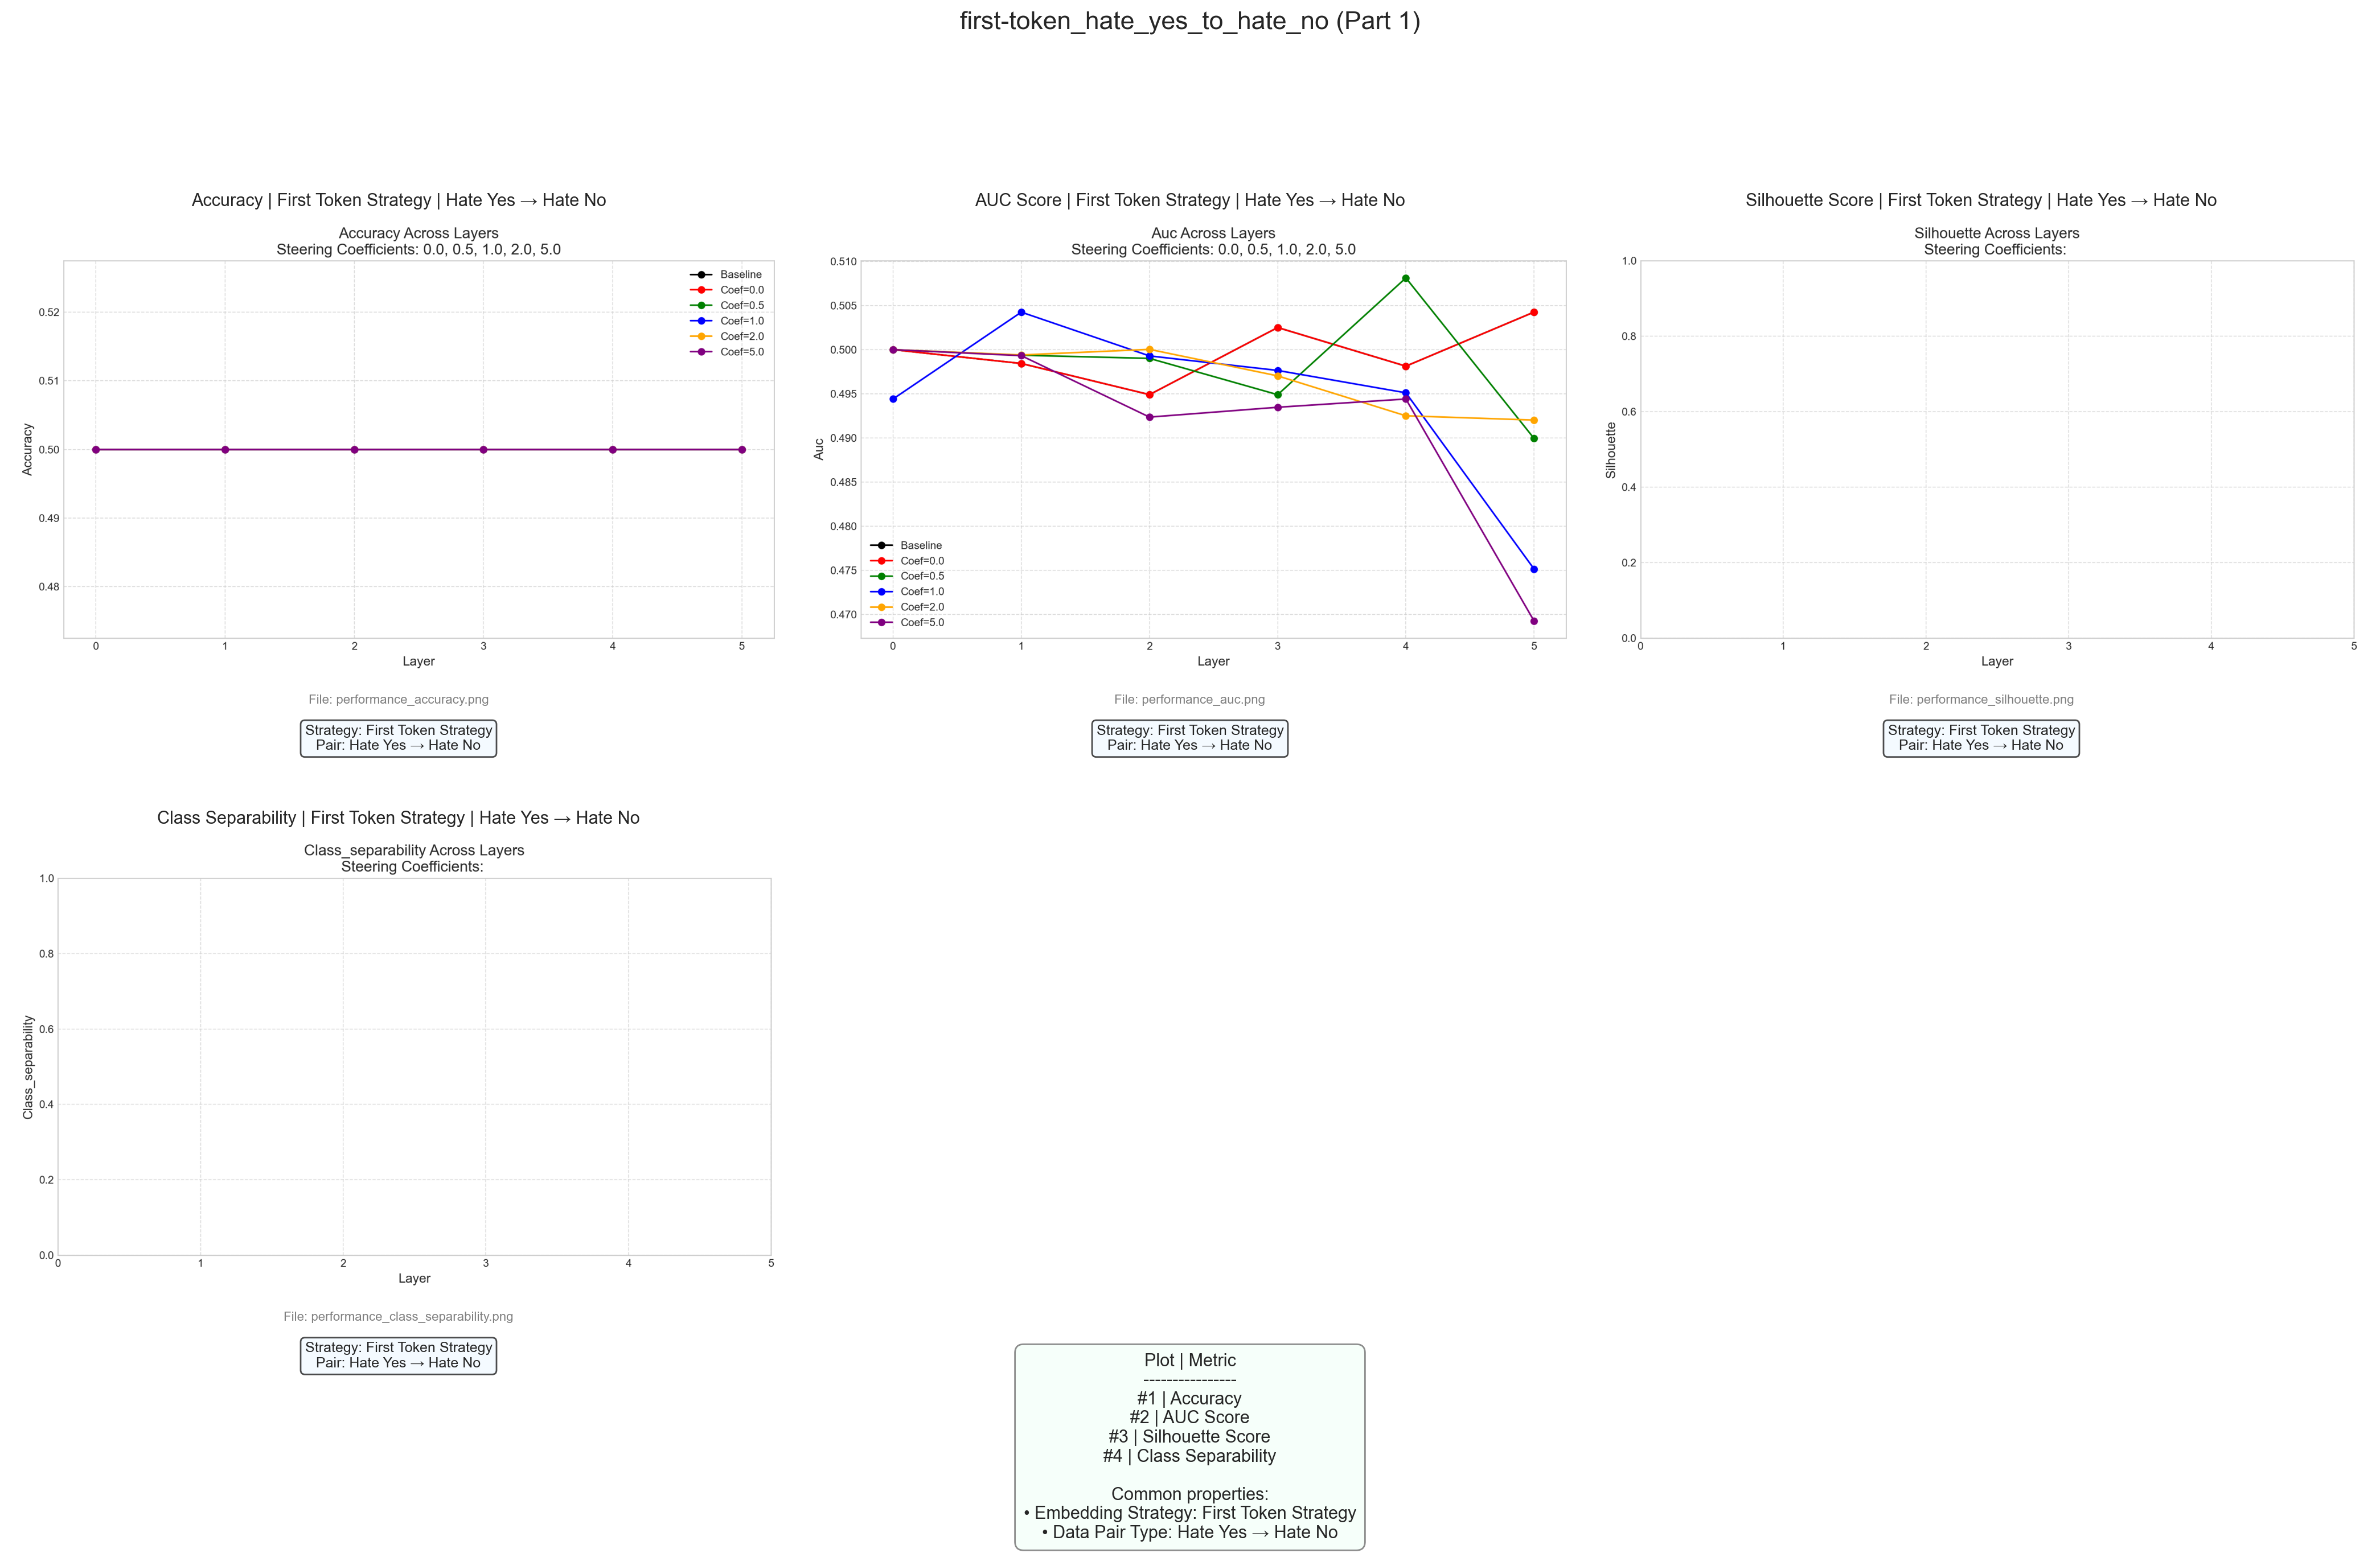 first-token_hate_yes_to_hate_no (Part 1)
Accuracy | First Token Strategy | Hate Yes → Hate No
Accuracy Across Layers
Steering Coefficients: 0.0, 0.5, 1.0, 2.0, 5.0
Accuracy
0.52
0.51
0.50
0.49
0.48
Baseline
Coef=0.0
Coef=0.5
Coef=1.0
Coef=2.0
Coef=5.0
0 1 2 3 4 5
Layer
File: performance_accuracy.png
Strategy: First Token Strategy
Pair: Hate Yes → Hate No
AUC Score | First Token Strategy | Hate Yes → Hate No
Auc Across Layers
Steering Coefficients: 0.0, 0.5, 1.0, 2.0, 5.0
Auc
0.510
0.505
0.500
0.495
0.490
0.485
0.480
0.475
0.470
Baseline
Coef=0.0
Coef=0.5
Coef=1.0
Coef=2.0
Coef=5.0
0 1 2 3 4 5
Layer
File: performance_auc.png
Strategy: First Token Strategy
Pair: Hate Yes → Hate No
Silhouette Score | First Token Strategy | Hate Yes → Hate No
Silhouette Across Layers
Steering Coefficients:
Silhouette
1.0
0.8
0.6
0.4
0.2
0.0
0 1 2 3 4 5
Layer
File: performance_silhouette.png
Strategy: First Token Strategy
Pair: Hate Yes → Hate No
Class Separability | First Token Strategy | Hate Yes → Hate No
Class_separability Across Layers
Steering Coefficients:
Class_separability
1.0
0.8
0.6
0.4
0.2
0.0
0 1 2 3 4 5
Layer
File: performance_class_separability.png
Strategy: First Token Strategy
Pair: Hate Yes → Hate No
Plot | Metric
----------------
#1 | Accuracy
#2 | AUC Score
#3 | Silhouette Score
#4 | Class Separability
Common properties:
• Embedding Strategy: First Token Strategy
• Data Pair Type: Hate Yes → Hate No